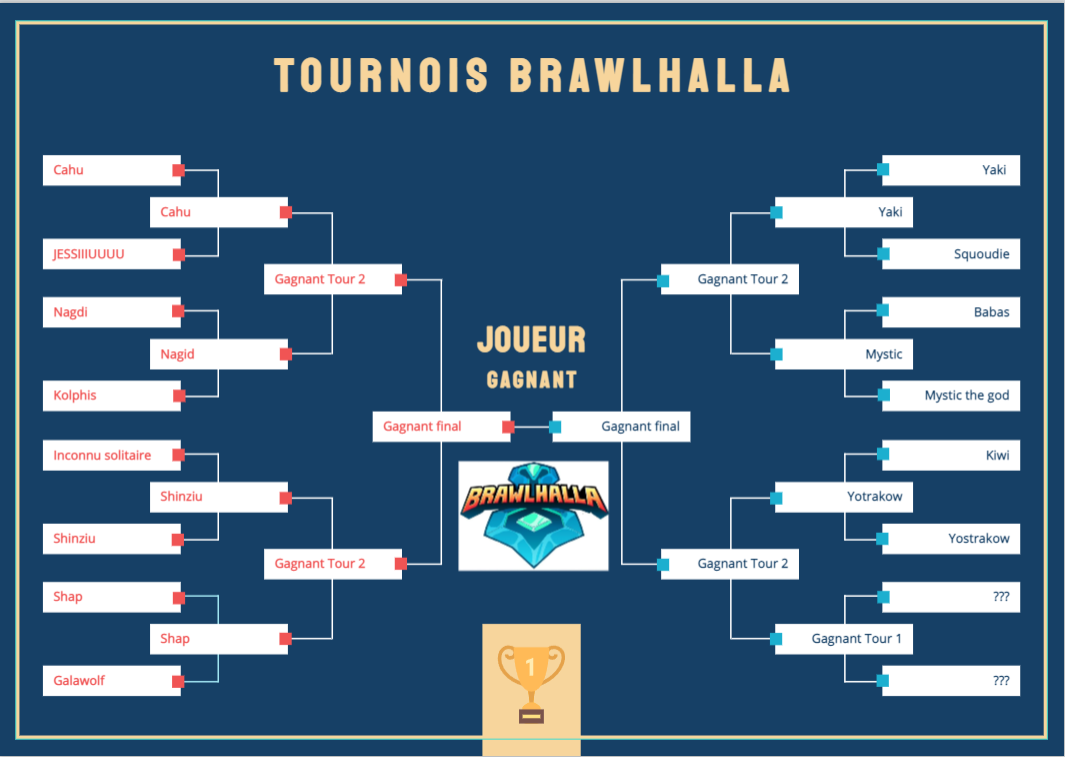 TOURNOIS BRAWLHALLA
Cahu
Cahu
JESSIIIUUUU
Gagnant Tour 2
Nagdi
Nagid
Kolphis
Gagnant final
Inconnu solitaire
Shinziu
Shinziu
Gagnant Tour 2
Shap
Shap
Galawolf
JOUEUR
GAGNANT
BRAWLHALLA
1
Yaki
Yaki
Squoudie
Gagnant Tour 2
Babas
Mystic
Mystic the god
Gagnant final
Kiwi
Yotrakow
Yostrakow
Gagnant Tour 2
???
Gagnant Tour 1
???